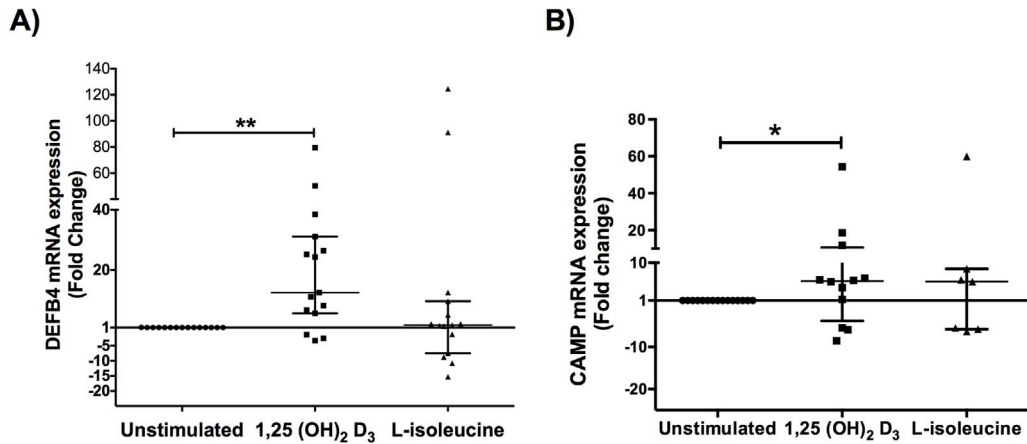 A)
DEFB4 mRNA expression
(Fold Change)
140
120
100
80
60
40
20
1
-5
-10
-15
-20
**
Unstimulated 1,25 (OH)2 D3 L-isoleucine
B)
CAMP mRNA expression
(Fold change)
80
60
40
20
10
1
-10
-20
*
Unstimulated 1,25 (OH)2 D3 L-isoleucine